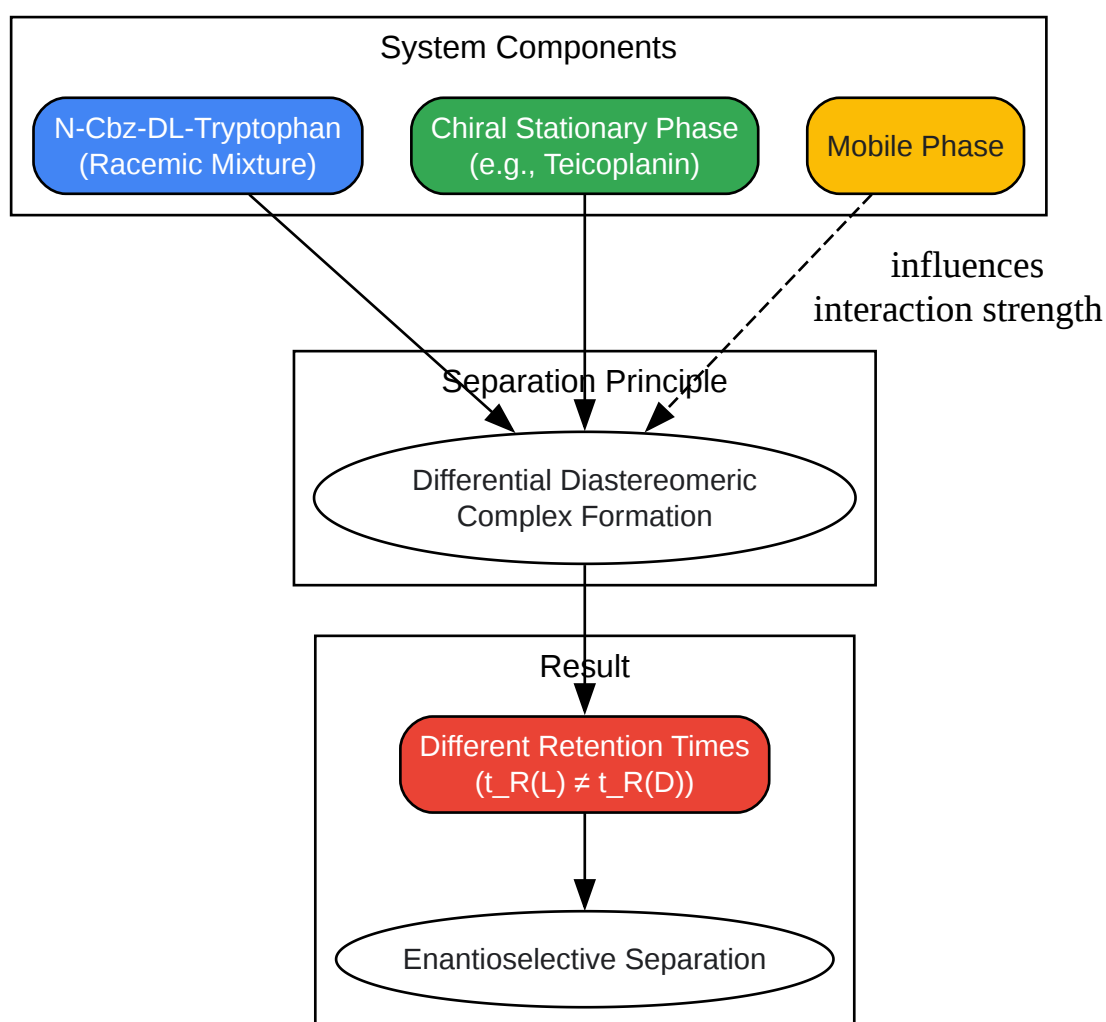 System Components
N-Cbz-DL-Tryptophan
(Racemic Mixture)
Chiral Stationary Phase
(e.g., Teicoplanin)
Mobile Phase
influences
interaction strength
Separation Principle
Differential Diastereomeric
Complex Formation
Result
Different Retention Times
(t_R(L) ≠ t_R(D))
Enantioselective Separation